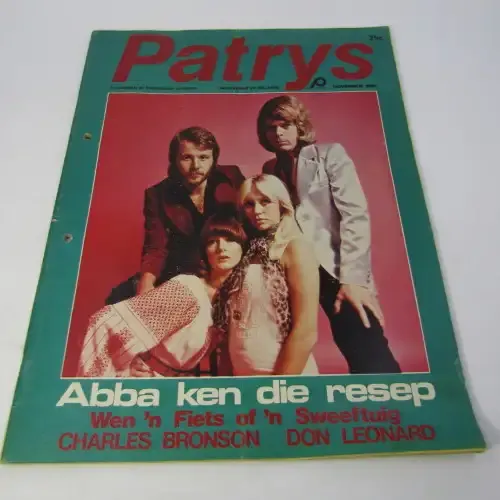 Patrys
Abba ken die resep
Wen 'n Fiets of 'n Sweeftuig
CHARLES BRONSON DON LEONARD